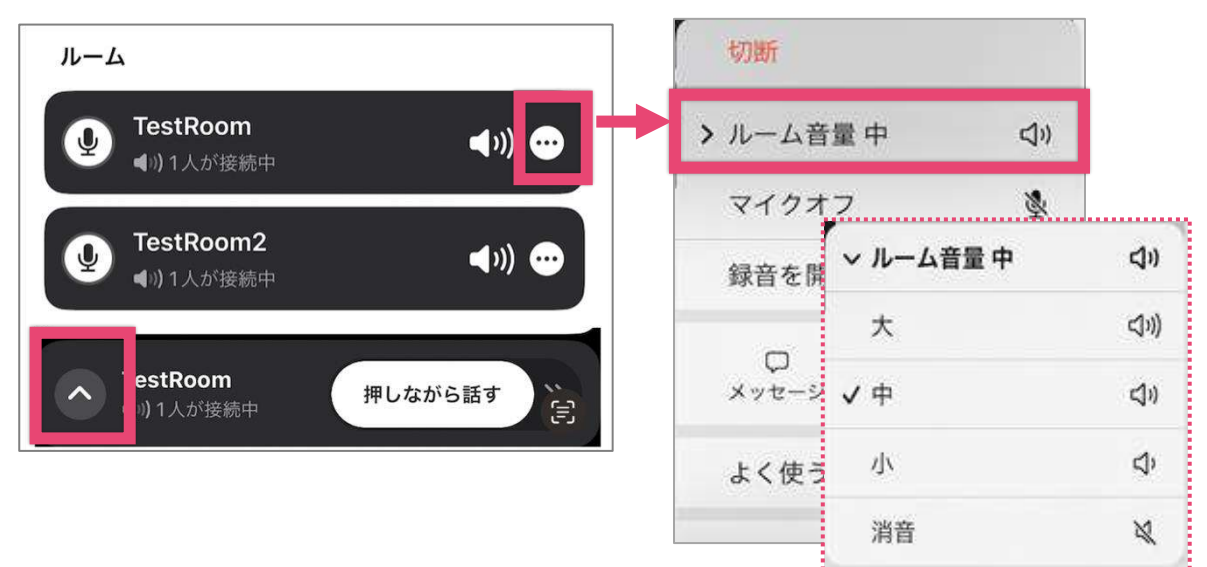 ルーム
TestRoom
1人が接続中
TestRoom2
1人が接続中
estRoom
1人が接続中
押しながら話す
切断
ルーム音量 中
マイクオフ
録音を開
メッセージ
よく使う
ルーム音量 中
大
中
小
消音